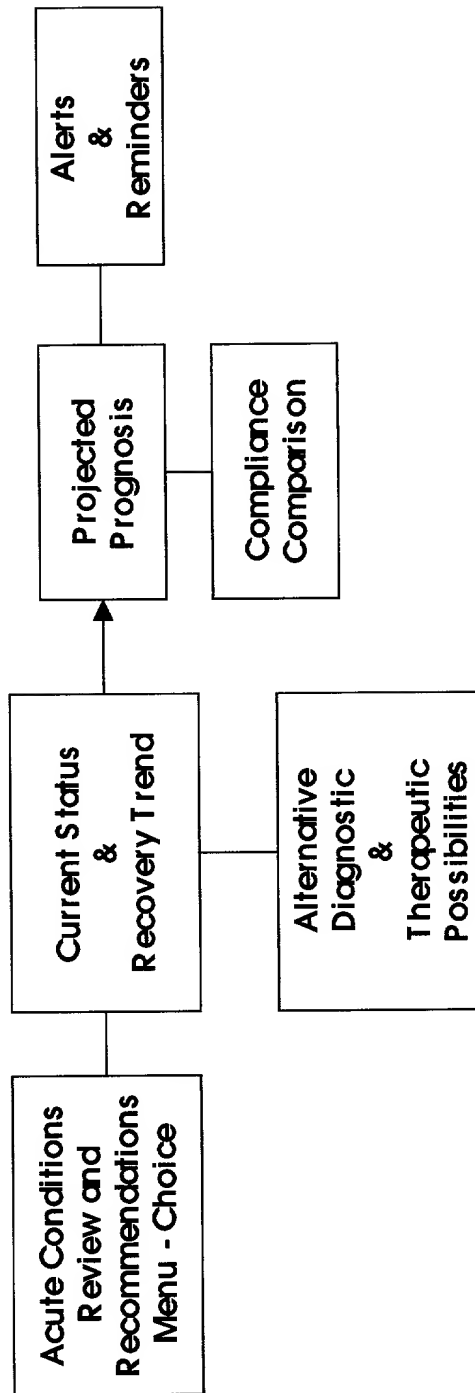 Acute Conditions
Review and
Recommendations
Menu - Choice
Current Status
&
Recovery Trend
Alternative
Diagnostic
&
Therapeutic
Possibilities
Projected
Prognosis
Compliance
Comparison
Alerts
&
Reminders